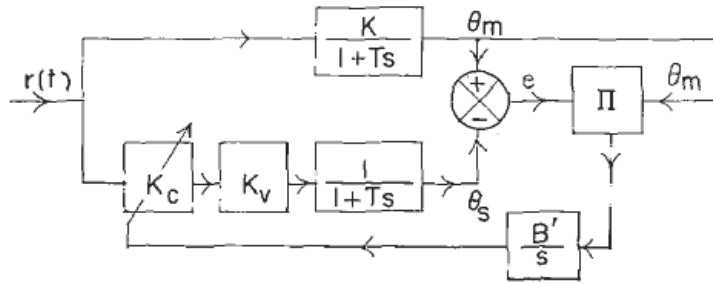 K
1+Ts
θm
r(t)
+
e
Π
θm
−
Kc
Kv
1
1+Ts
θs
B'
s